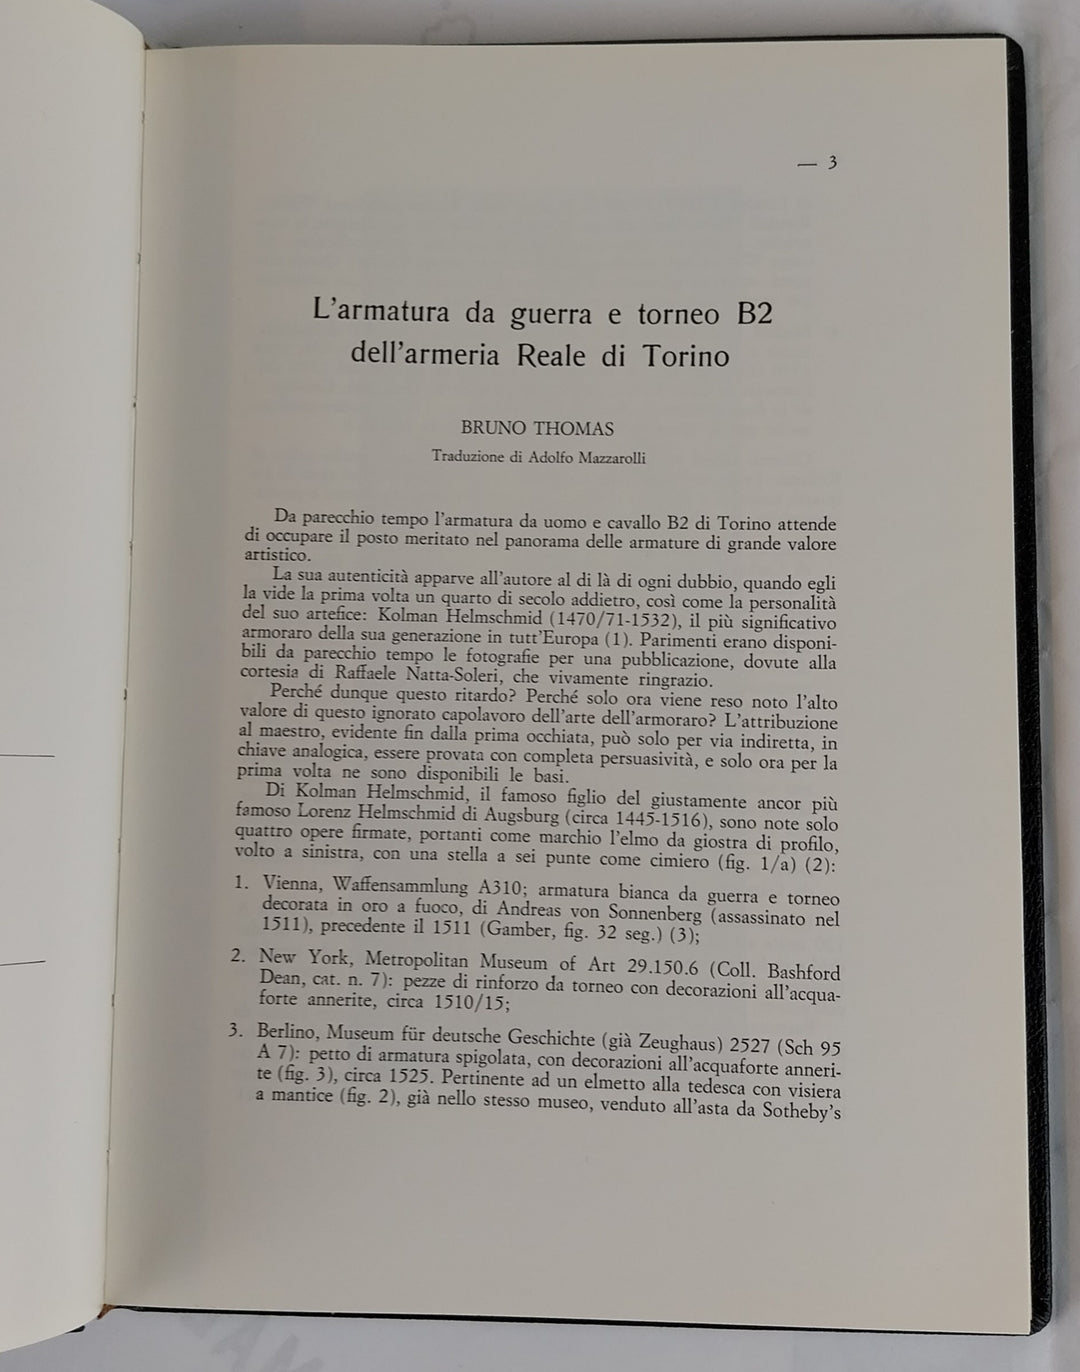 — 3
L'armatura da guerra e torneo B2
dell'armeria Reale di Torino
BRUNO THOMAS
Traduzione di Adolfo Mazzarolli
Da parecchio tempo l'armatura da uomo e cavallo B2 di Torino attende
di occupare il posto meritato nel panorama delle armature di grande valore
artistico.
La sua autenticità apparve all'autore al di là di ogni dubbio, quando egli
la vide la prima volta un quarto di secolo addietro, così come la personalità
del suo artefice: Kolman Helmschmid (1470/71-1532), il più significativo
armoraro della sua generazione in tutt'Europa (1). Parimenti erano disponi-
bili da parecchio tempo le fotografie per una pubblicazione, dovute alla
cortesia di Raffaele Natta-Soleri, che vivamente ringrazio.
Perché dunque questo ritardo? Perché solo ora viene reso noto l'alto
valore di questo ignorato capolavoro dell'arte dell'armoraro? L'attribuzione
al maestro, evidente fin dalla prima occhiata, può solo per via indiretta, in
chiave analogica, essere provata con completa persuasività, e solo ora per la
prima volta ne sono disponibili le basi.
Di Kolman Helmschmid, il famoso figlio del giustamente ancor più
famoso Lorenz Helmschmid di Augsburg (circa 1445-1516), sono note solo
quattro opere firmate, portanti come marchio l'elmo da giostra di profilo,
volto a sinistra, con una stella a sei punte come cimiero (fig. 1/a) (2):
1. Vienna, Waffensammlung A310; armatura bianca da guerra e torneo
decorata in oro a fuoco, di Andreas von Sonnenberg (assassinato nel
1511), precedente il 1511 (Gamber, fig. 32 seg.) (3);
2. New York, Metropolitan Museum of Art 29.150.6 (Coll. Bashford
Dean, cat. n. 7): pezze di rinforzo da torneo con decorazioni all'acqua-
forte annerite, circa 1510/15;
3. Berlino, Museum für deutsche Geschichte (già Zeughaus) 2527 (Sch 95
A 7): petto di armatura spigolata, con decorazioni all'acquaforte anneri-
te (fig. 3), circa 1525. Pertinente ad un elmetto alla tedesca con visiera
a mantice (fig. 2), già nello stesso museo, venduto all'asta da Sotheby's